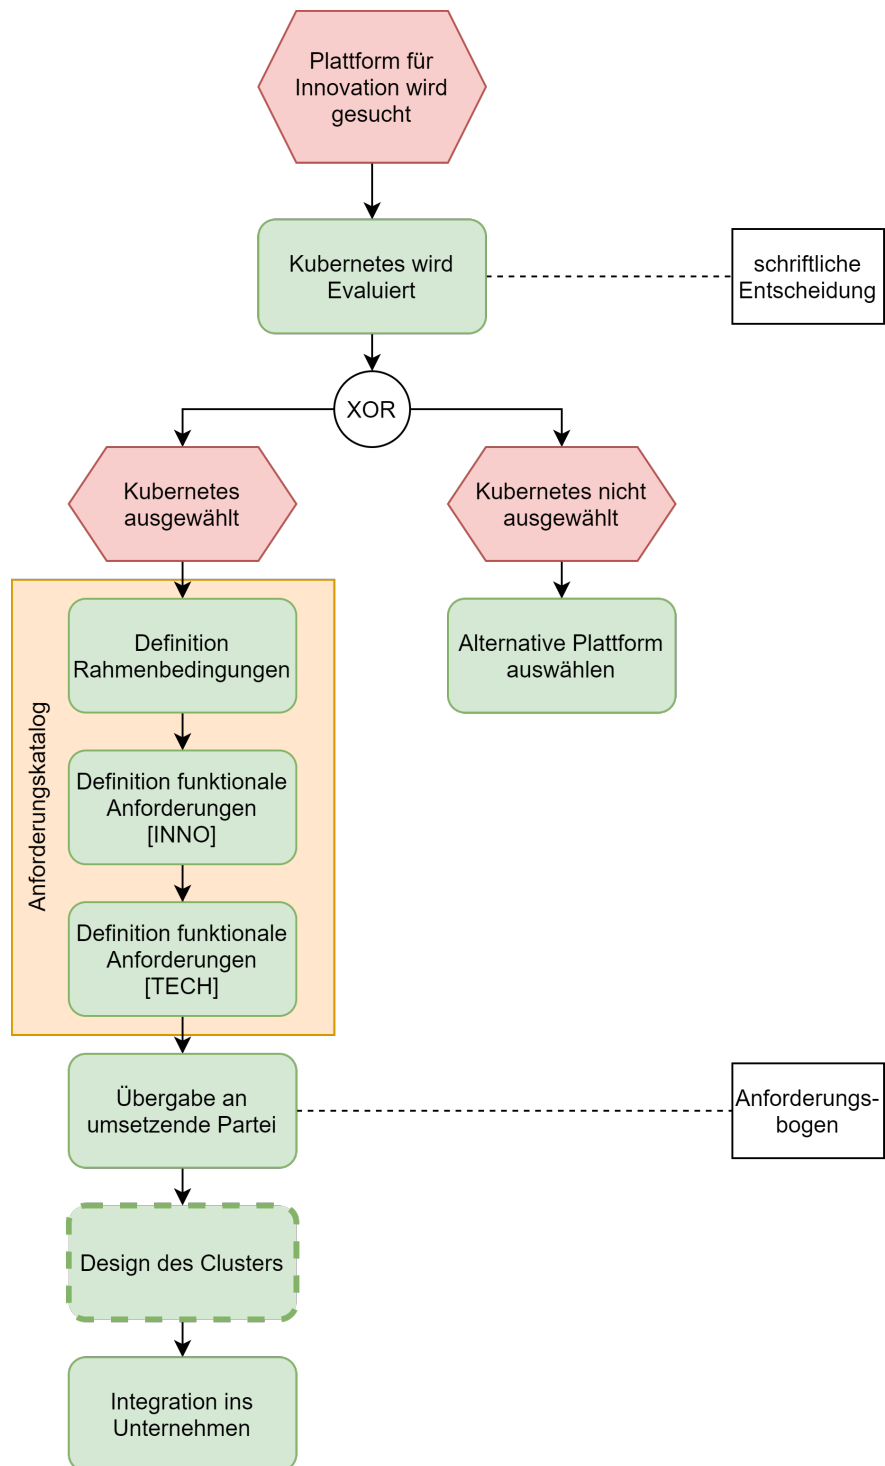 Plattform für
Innovation wird
gesucht
Kubernetes wird
Evaluiert
schriftliche
Entscheidung
XOR
Kubernetes
ausgewählt
Kubernetes nicht
ausgewählt
Anforderungskatalog
Definition
Rahmenbedingungen
Alternative Plattform
auswählen
Definition funktionale
Anforderungen
[INNO]
Definition funktionale
Anforderungen
[TECH]
Übergabe an
umsetzende Partei
Anforderungs-
bogen
Design des Clusters
Integration ins
Unternehmen